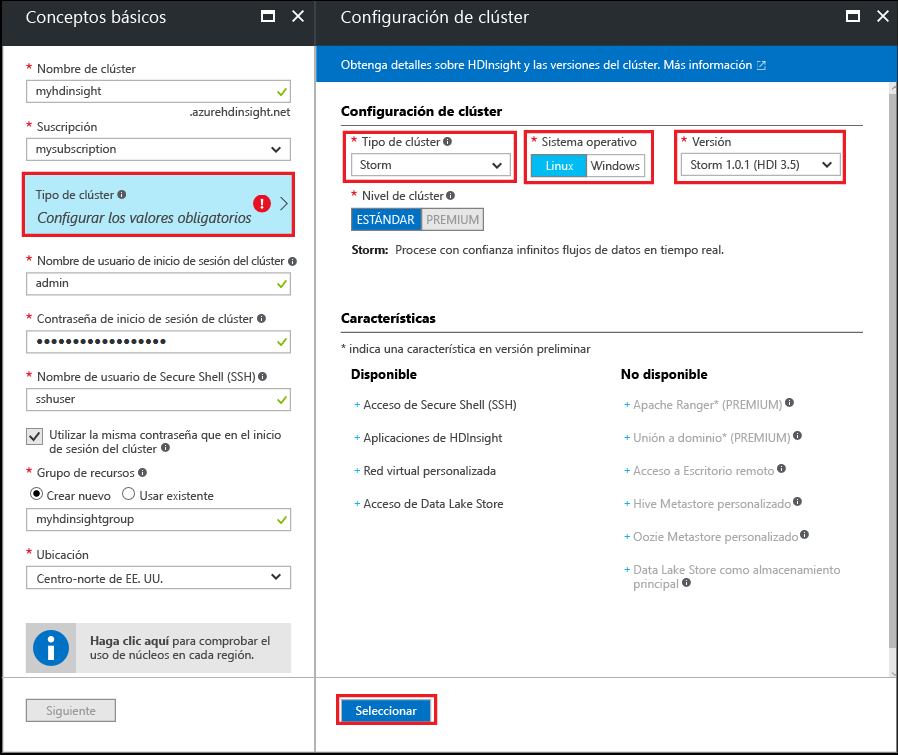 Conceptos básicos
* Nombre de clúster
myhdinsight
.azurehdinsight.net
* Suscripción
mysubscription
Tipo de clúster
Configurar los valores obligatorios
* Nombre de usuario de inicio de sesión del clúster
admin
* Contraseña de inicio de sesión de clúster
* Nombre de usuario de Secure Shell (SSH)
sshuser
Utilizar la misma contraseña que en el inicio
de sesión del clúster
* Grupo de recursos
Crear nuevo Usar existente
myhdinsightgroup
* Ubicación
Centro-norte de EE. UU.
Haga clic aquí para comprobar el
uso de núcleos en cada región.
Siguiente
Configuración de clúster
Obtenga detalles sobre HDInsight y las versiones del clúster. Más información
Configuración de clúster
* Tipo de clúster
Storm
* Sistema operativo
Linux Windows
* Versión
Storm 1.0.1 (HDI 3.5)
* Nivel de clúster
ESTÁNDAR PREMIUM
Storm: Procese con confianza infinitos flujos de datos en tiempo real.
Características
* indica una característica en versión preliminar
Disponible
+ Acceso de Secure Shell (SSH)
+ Aplicaciones de HDInsight
+ Red virtual personalizada
+ Acceso de Data Lake Store
No disponible
+ Apache Ranger* (PREMIUM)
+ Unión a dominio* (PREMIUM)
+ Acceso a Escritorio remoto
+ Hive Metastore personalizado
+ Oozie Metastore personalizado
+ Data Lake Store como almacenamiento
principal
Seleccionar